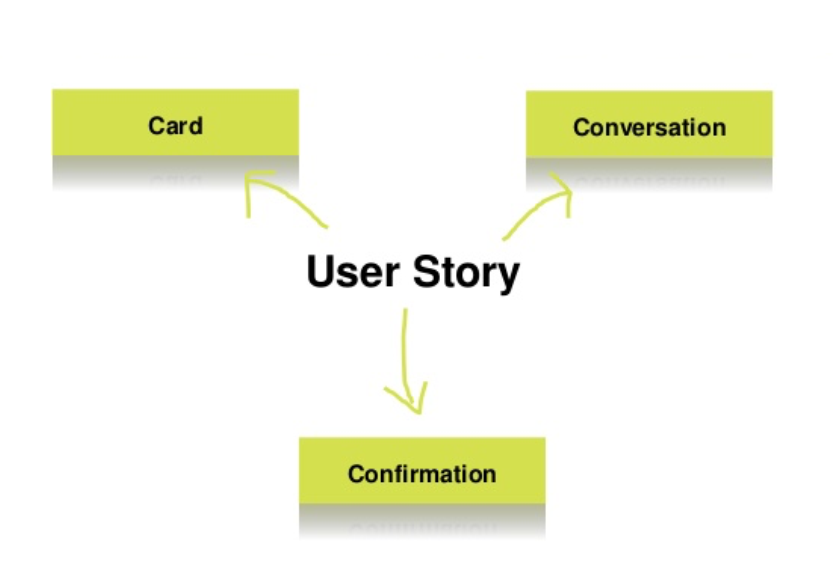 Card
Conversation
User Story
Confirmation